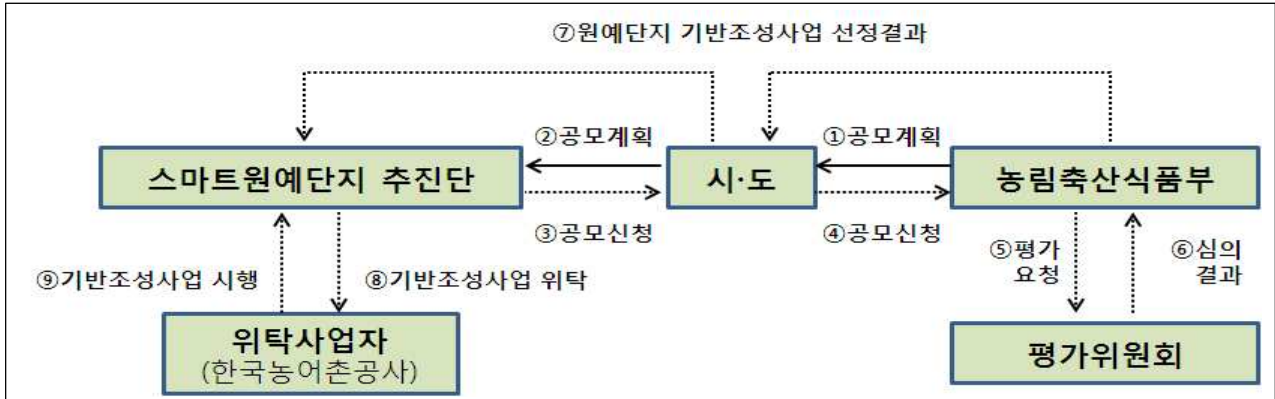 ⑦원예단지 기반조성사업 선정결과
②공모계획
①공모계획
스마트원예단지 추진단
시·도
농림축산식품부
③공모신청
④공모신청
⑤평가
요청
⑥심의
결과
⑨기반조성사업 시행
⑧기반조성사업 위탁
위탁사업자
(한국농어촌공사)
평가위원회